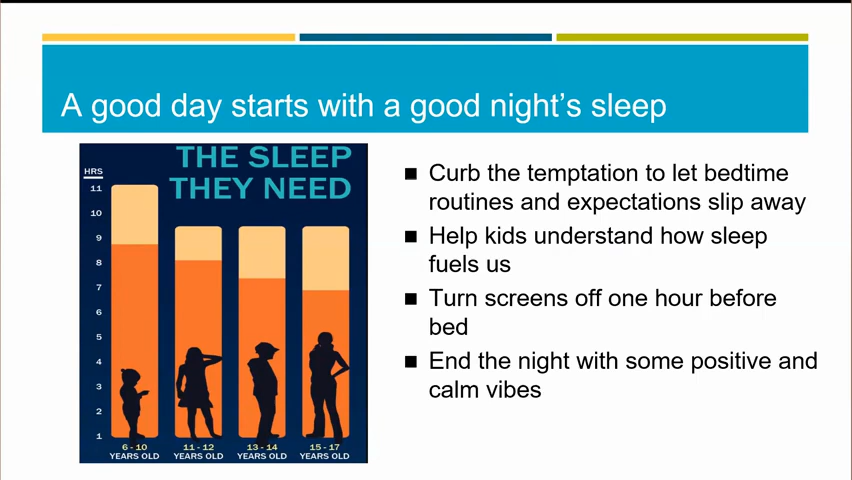 A good day starts with a good night's sleep
THE SLEEP
THEY NEED
HRS
11
10
9
8
7
6
5
4
3
2
1
6 - 10
YEARS OLD
11 - 12
YEARS OLD
13 - 14
YEARS OLD
15 - 17
YEARS OLD
■ Curb the temptation to let bedtime
routines and expectations slip away
■ Help kids understand how sleep
fuels us
■ Turn screens off one hour before
bed
■ End the night with some positive and
calm vibes